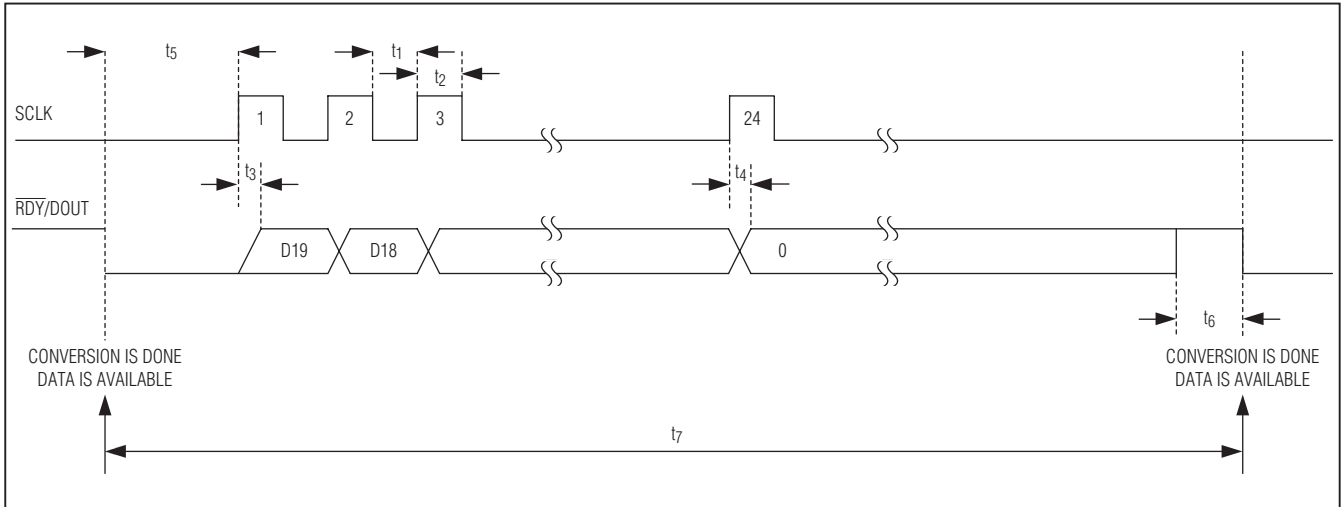 t5
t1
t2
SCLK
1
2
3
24
t3
t4
RDY/DOUT
D19
D18
0
t6
CONVERSION IS DONE
DATA IS AVAILABLE
CONVERSION IS DONE
DATA IS AVAILABLE
t7